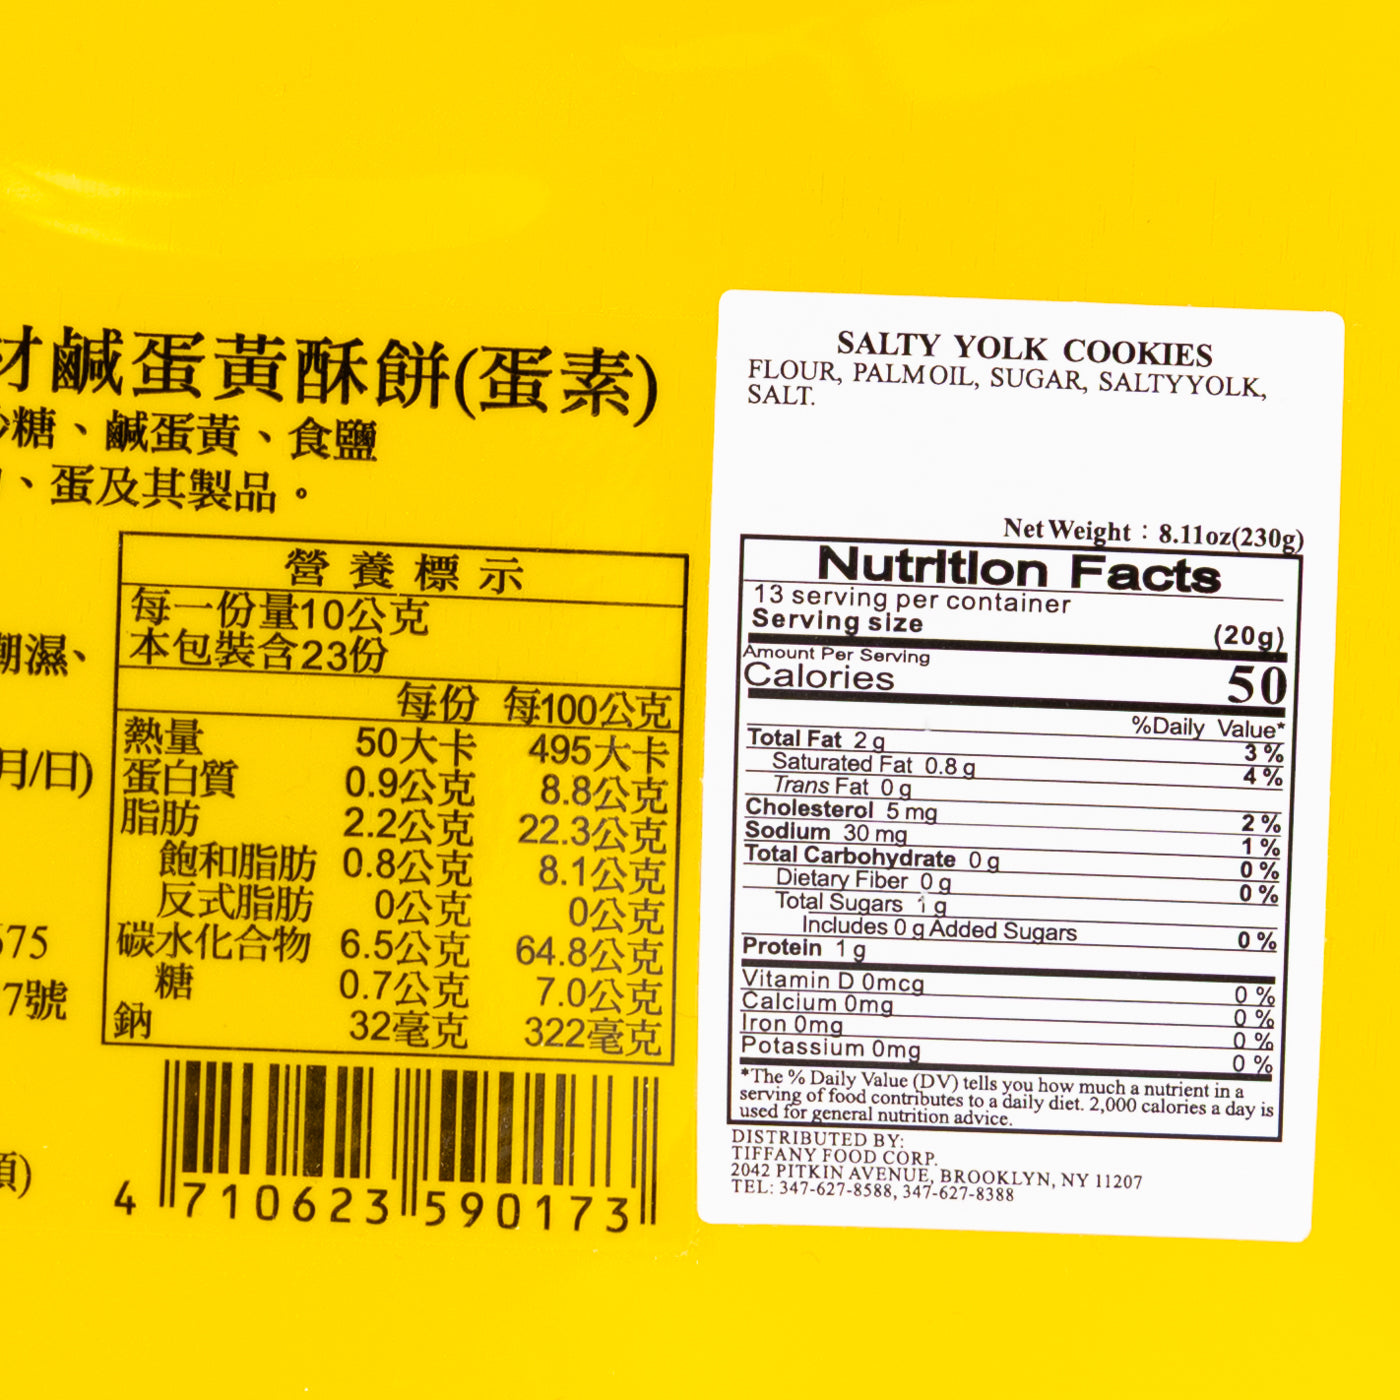 材鹹蛋黃酥餅(蛋素)
糖、鹹蛋黃、食鹽
、蛋及其製品。
潮濕、
月/日)
675
7號
類)
營養標示
每一份量10公克
本包裝含23份
每份 每100公克
熱量 50大卡 495大卡
蛋白質 0.9公克 8.8公克
脂肪 2.2公克 22.3公克
飽和脂肪 0.8公克 8.1公克
反式脂肪 0公克 0公克
碳水化合物 6.5公克 64.8公克
糖 0.7公克 7.0公克
鈉 32毫克 322毫克
4 710623 590173
SALTY YOLK COOKIES
FLOUR, PALMOIL, SUGAR, SALTYYOLK,
SALT.
Net Weight：8.11oz(230g)
Nutrition Facts
13 serving per container
Serving size (20g)
Amount Per Serving
Calories 50
%Daily Value*
Total Fat 2 g 3 %
Saturated Fat 0.8 g 4 %
Trans Fat 0 g
Cholesterol 5 mg 2 %
Sodium 30 mg 1 %
Total Carbohydrate 0 g 0 %
Dietary Fiber 0 g 0 %
Total Sugars 1 g
Includes 0 g Added Sugars 0 %
Protein 1 g
Vitamin D 0mcg 0 %
Calcium 0mg 0 %
Iron 0mg 0 %
Potassium 0mg 0 %
*The % Daily Value (DV) tells you how much a nutrient in a
serving of food contributes to a daily diet. 2,000 calories a day is
used for general nutrition advice.
DISTRIBUTED BY:
TIFFANY FOOD CORP.
2042 PITKIN AVENUE, BROOKLYN, NY 11207
TEL: 347-627-8588, 347-627-8388